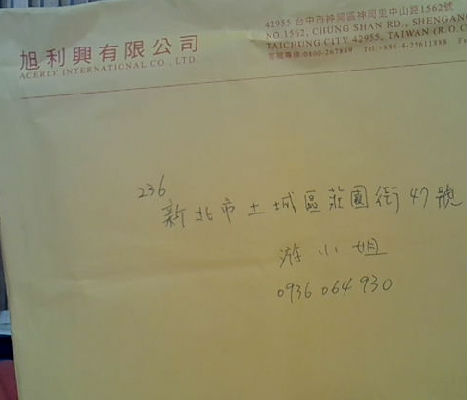 旭利興有限公司
42955 台中市神岡區神岡里中山路1562號
NO.1562, CHUNG SHAN RD., SHENGANG
TAICHUNG CITY 42955, TAIWAN (R.O.C
ACERLE INTERNATIONAL CO., LTD.
236
新北市土城區莊園街47號
游小姐
0936 064 930